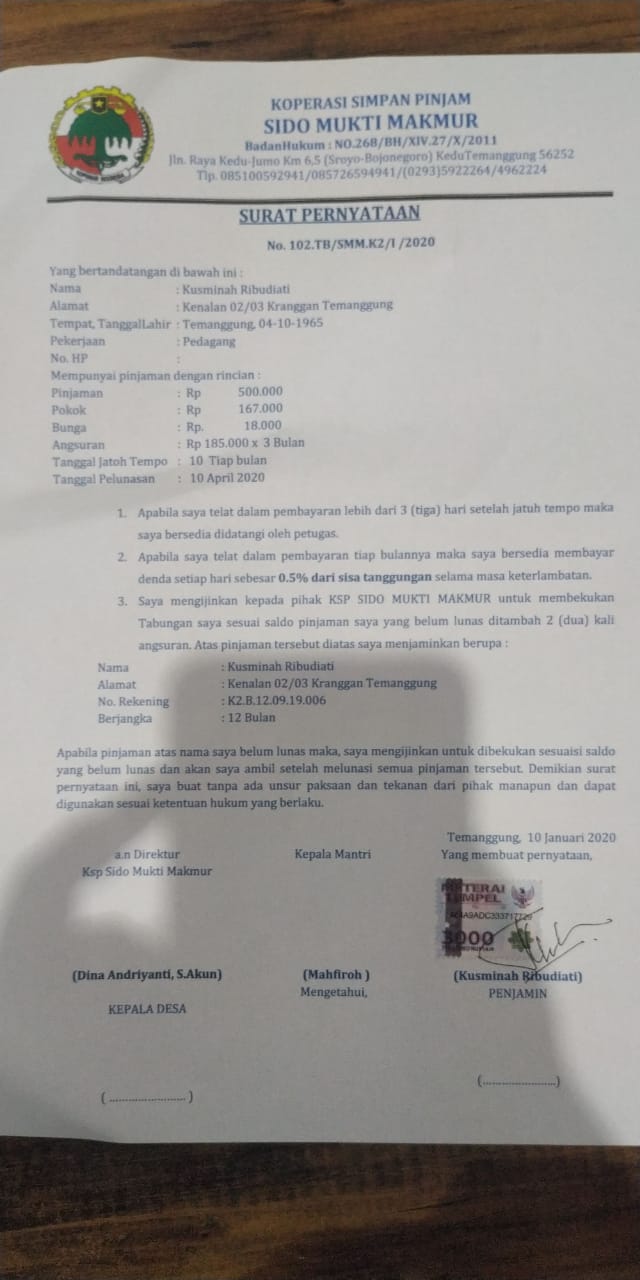 KOPERASI SIMPAN PINJAM
SIDO MUKTI MAKMUR
BadanHukum : NO.268/BH/XIV.27/X/2011
Jln. Raya Kedu-Jumo Km 6,5 (Sroyo-Bojonegoro) KeduTemanggung 56252
Tlp. 085100592941/085726594941/(0293)5922264/4962224
SURAT PERNYATAAN
No. 102.TB/SMM.K2/I /2020
Yang bertandatangan di bawah ini :
Nama : Kusminah Ribudiati
Alamat : Kenalan 02/03 Kranggan Temanggung
Tempat, TanggalLahir : Temanggung, 04-10-1965
Pekerjaan : Pedagang
No. HP :
Mempunyai pinjaman dengan rincian :
Pinjaman : Rp 500.000
Pokok : Rp 167.000
Bunga : Rp. 18.000
Angsuran : Rp 185.000 x 3 Bulan
Tanggal Jatoh Tempo : 10 Tiap bulan
Tanggal Pelunasan : 10 April 2020
1. Apabila saya telat dalam pembayaran lebih dari 3 (tiga) hari setelah jatuh tempo maka
saya bersedia didatangi oleh petugas.
2. Apabila saya telat dalam pembayaran tiap bulannya maka saya bersedia membayar
denda setiap hari sebesar 0.5% dari sisa tanggungan selama masa keterlambatan.
3. Saya mengijinkan kepada pihak KSP SIDO MUKTI MAKMUR untuk membekukan
Tabungan saya sesuai saldo pinjaman saya yang belum lunas ditambah 2 (dua) kali
angsuran. Atas pinjaman tersebut diatas saya menjaminkan berupa :
Nama : Kusminah Ribudiati
Alamat : Kenalan 02/03 Kranggan Temanggung
No. Rekening : K2.B.12.09.19.006
Berjangka : 12 Bulan
Apabila pinjaman atas nama saya belum lunas maka, saya mengijinkan untuk dibekukan sesuaisi saldo
yang belum lunas dan akan saya ambil setelah melunasi semua pinjaman tersebut. Demikian surat
pernyataan ini, saya buat tanpa ada unsur paksaan dan tekanan dari pihak manapun dan dapat
digunakan sesuai ketentuan hukum yang berlaku.
Temanggung, 10 Januari 2020
a.n Direktur Kepala Mantri Yang membuat pernyataan,
Ksp Sido Mukti Makmur
TEMPEL
(Dina Andriyanti, S.Akun) (Mahfiroh ) (Kusminah Ribudiati)
Mengetahui, PENJAMIN
KEPALA DESA
(........................)
( ........................ )